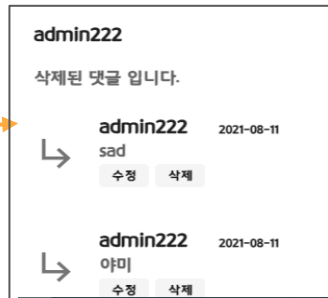 admin222
삭제된 댓글 입니다.
admin222 2021-08-11
sad
수정 삭제
admin222 2021-08-11
야미
수정 삭제